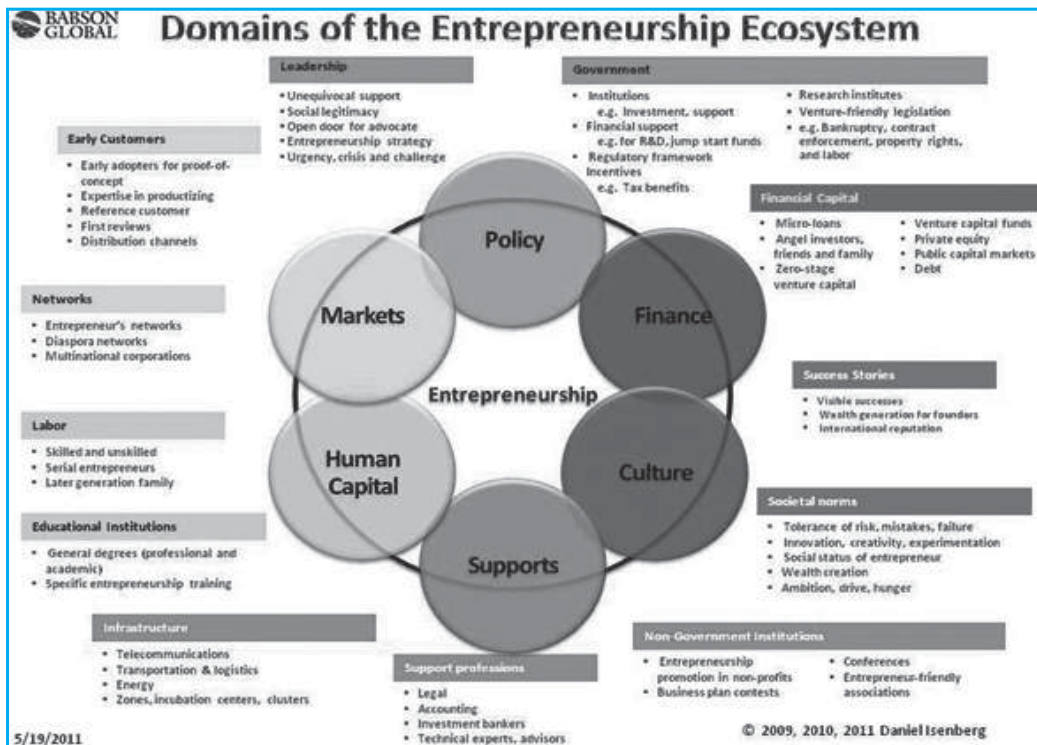 BABSON
GLOBAL
Domains of the Entrepreneurship Ecosystem
Leadership
• Unequivocal support
• Social legitimacy
• Open door for advocate
• Entrepreneurship strategy
• Urgency, crisis and challenge
Government
• Institutions
e.g. Investment, support
• Financial support
e.g. for R&D, jump start funds
• Regulatory framework
Incentives
e.g. Tax benefits
• Research institutes
• Venture-friendly legislation
• e.g. Bankruptcy, contract
enforcement, property rights,
and labor
Early Customers
• Early adopters for proof-of-
concept
• Expertise in productizing
• Reference customer
• First reviews
• Distribution channels
Financial Capital
• Micro-loans
• Angel investors,
friends and family
• Zero-stage
venture capital
• Venture capital funds
• Private equity
• Public capital markets
• Debt
Networks
• Entrepreneur's networks
• Diaspora networks
• Multinational corporations
Policy
Markets
Finance
Entrepreneurship
Human
Capital
Culture
Supports
Success Stories
• Visible successes
• Wealth generation for founders
• International reputation
Labor
• Skilled and unskilled
• Serial entrepreneurs
• Later generation family
Societal norms
• Tolerance of risk, mistakes, failure
• Innovation, creativity, experimentation
• Social status of entrepreneur
• Wealth creation
• Ambition, drive, hunger
Educational Institutions
• General degrees (professional and
academic)
• Specific entrepreneurship training
Infrastructure
• Telecommunications
• Transportation & logistics
• Energy
• Zones, incubation centers, clusters
Support professions
• Legal
• Accounting
• Investment bankers
• Technical experts, advisors
Non-Government Institutions
• Entrepreneurship
promotion in non-profits
• Business plan contests
• Conferences
• Entrepreneur-friendly
associations
5/19/2011
© 2009, 2010, 2011 Daniel Isenberg